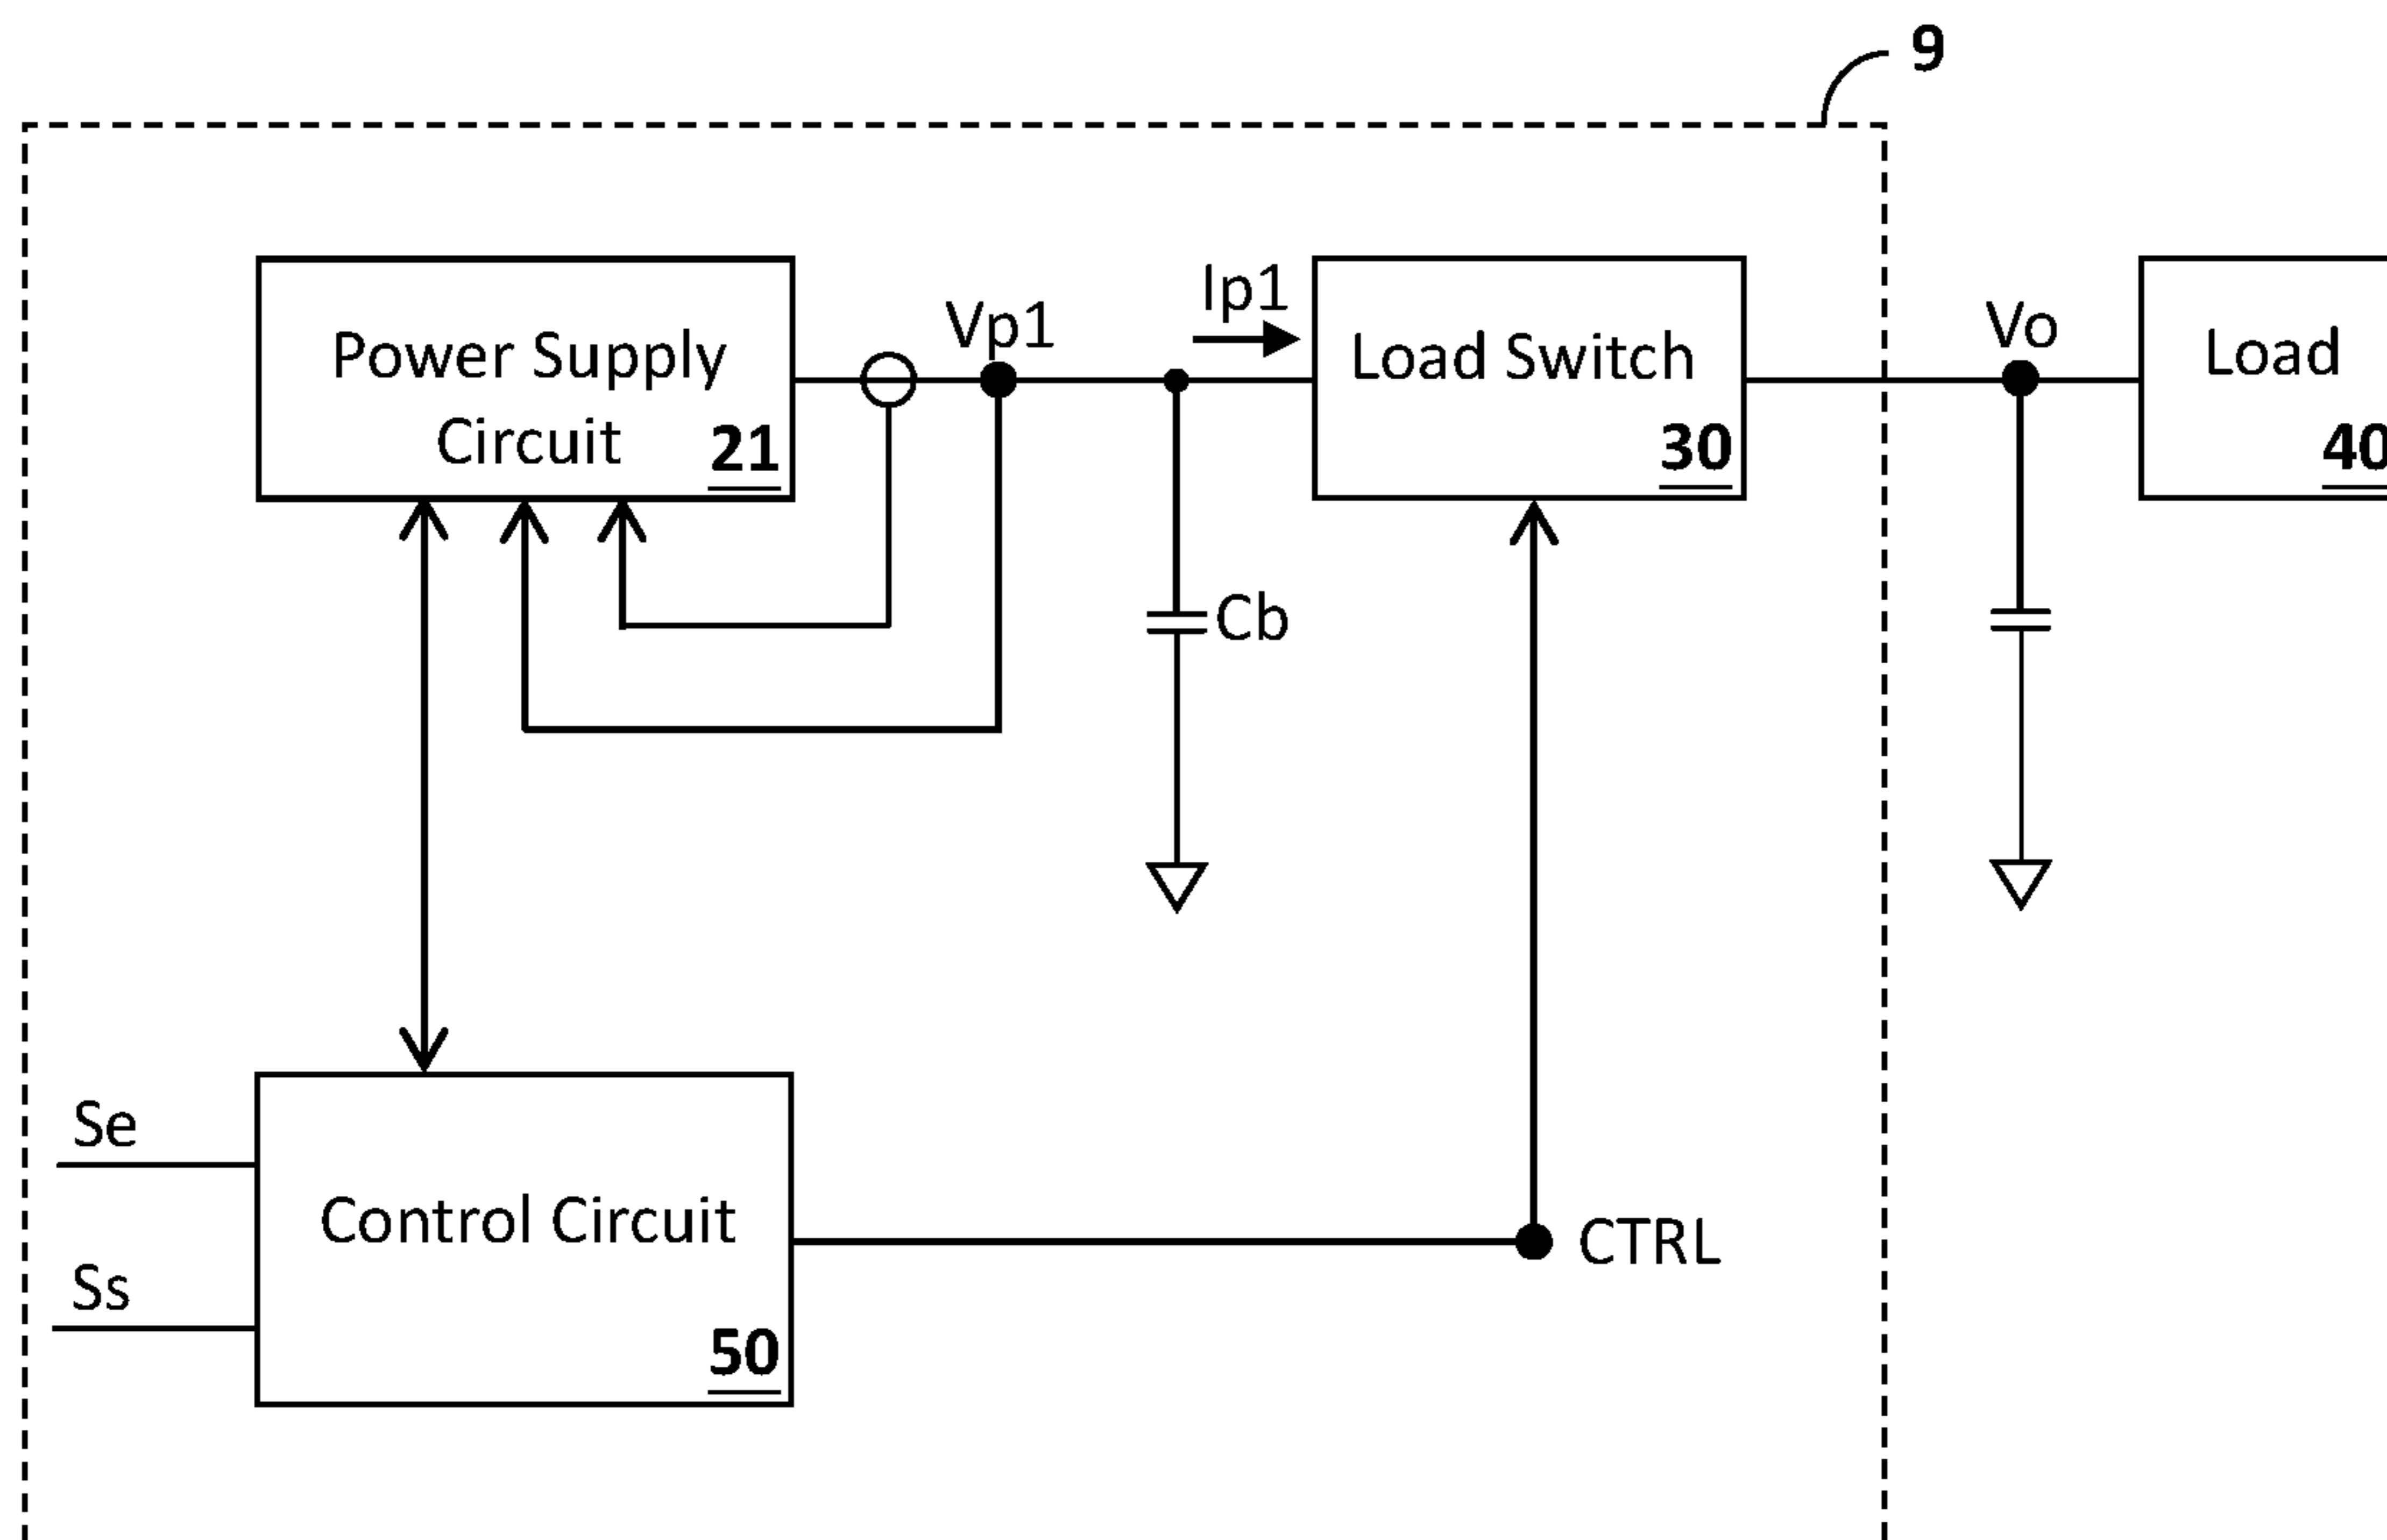 9
Power Supply
Circuit 21
Vp1
Ip1
Load Switch
30
Vo
Load
40
Cb
Se
Ss
Control Circuit
50
CTRL